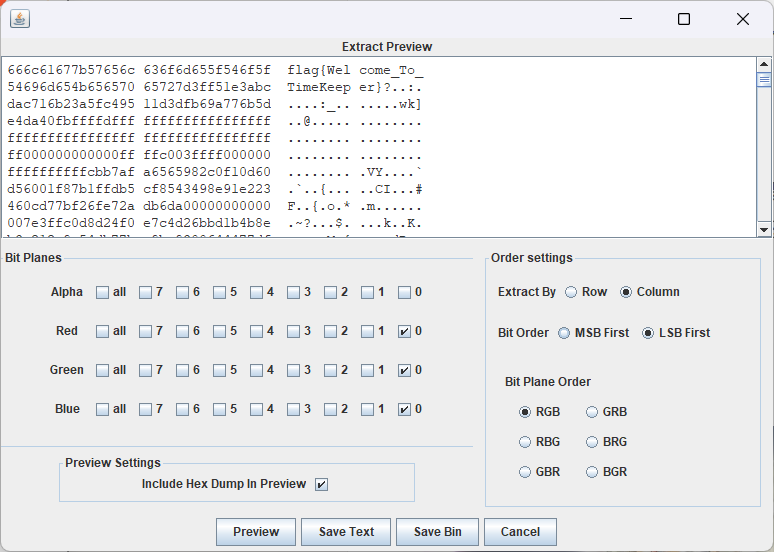 Extract Preview
666c61677b57656c 636f6d655f546f5f flag{Wel come_To_
54696d654b656570 65727d3ff51e3abc TimeKeep er}?..:.
dac716b23a5fc495 11d3dfb69a776b5d ....:_.. .....wk]
e4da40fbffffdfff ffffffffffffffff ..@..... ........
ffffffffffffffff ffffffffffffffff ........ ........
ff000000000000ff ffc003ffff000000 ........ ........
ffffffffffcbb7af a6565982c0f10d60 ........ .VY....`
d56001f87b1ffdb5 cf8543498e91e223 .`..{... ..CI...#
460cd77bf26fe72a db6da00000000000 F..{.o.* .m......
007e3ffc0d8d24f0 e7c4d26bbd1b4b8e .~?...$. ...k..K.
Bit Planes
Alpha all 7 6 5 4 3 2 1 0
Red all 7 6 5 4 3 2 1 0
Green all 7 6 5 4 3 2 1 0
Blue all 7 6 5 4 3 2 1 0
Preview Settings
Include Hex Dump In Preview
Order settings
Extract By Row Column
Bit Order MSB First LSB First
Bit Plane Order
RGB GRB
RBG BRG
GBR BGR
Preview Save Text Save Bin Cancel